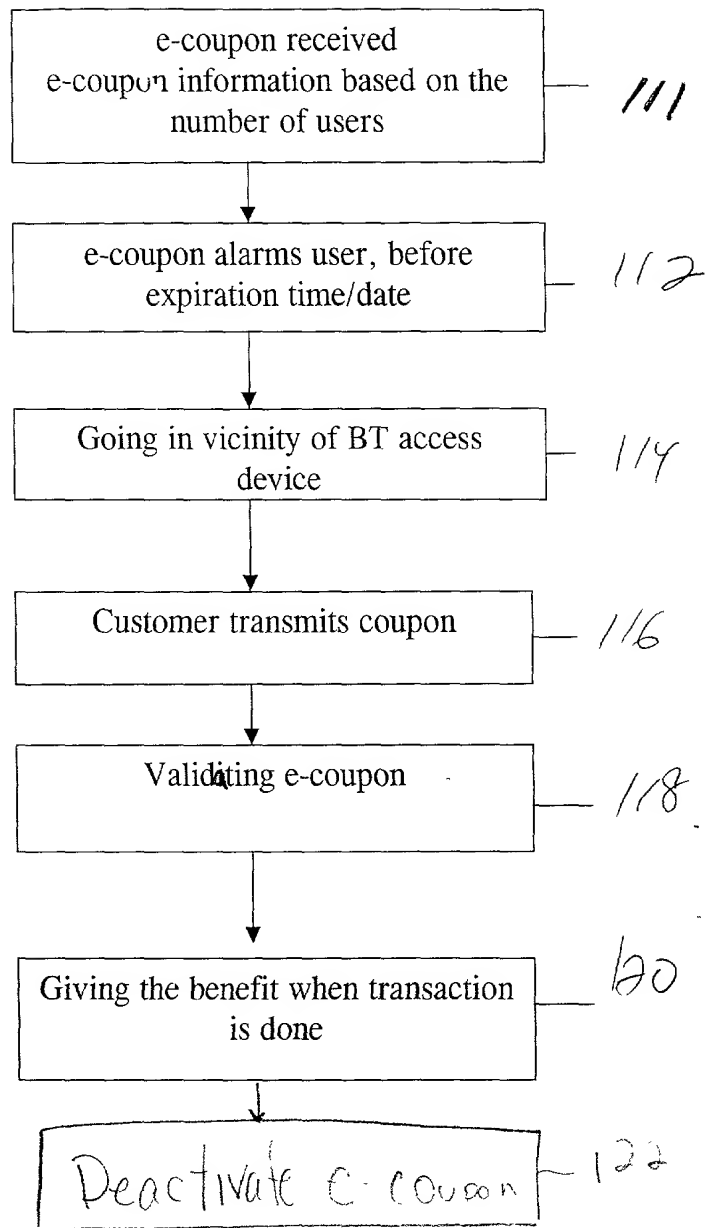 e-coupon received
e-coupon information based on the
number of users
111
e-coupon alarms user, before
expiration time/date
112
Going in vicinity of BT access
device
114
Customer transmits coupon
116
Validating e-coupon
118
Giving the benefit when transaction
is done
120
Deactivate e-coupon
122